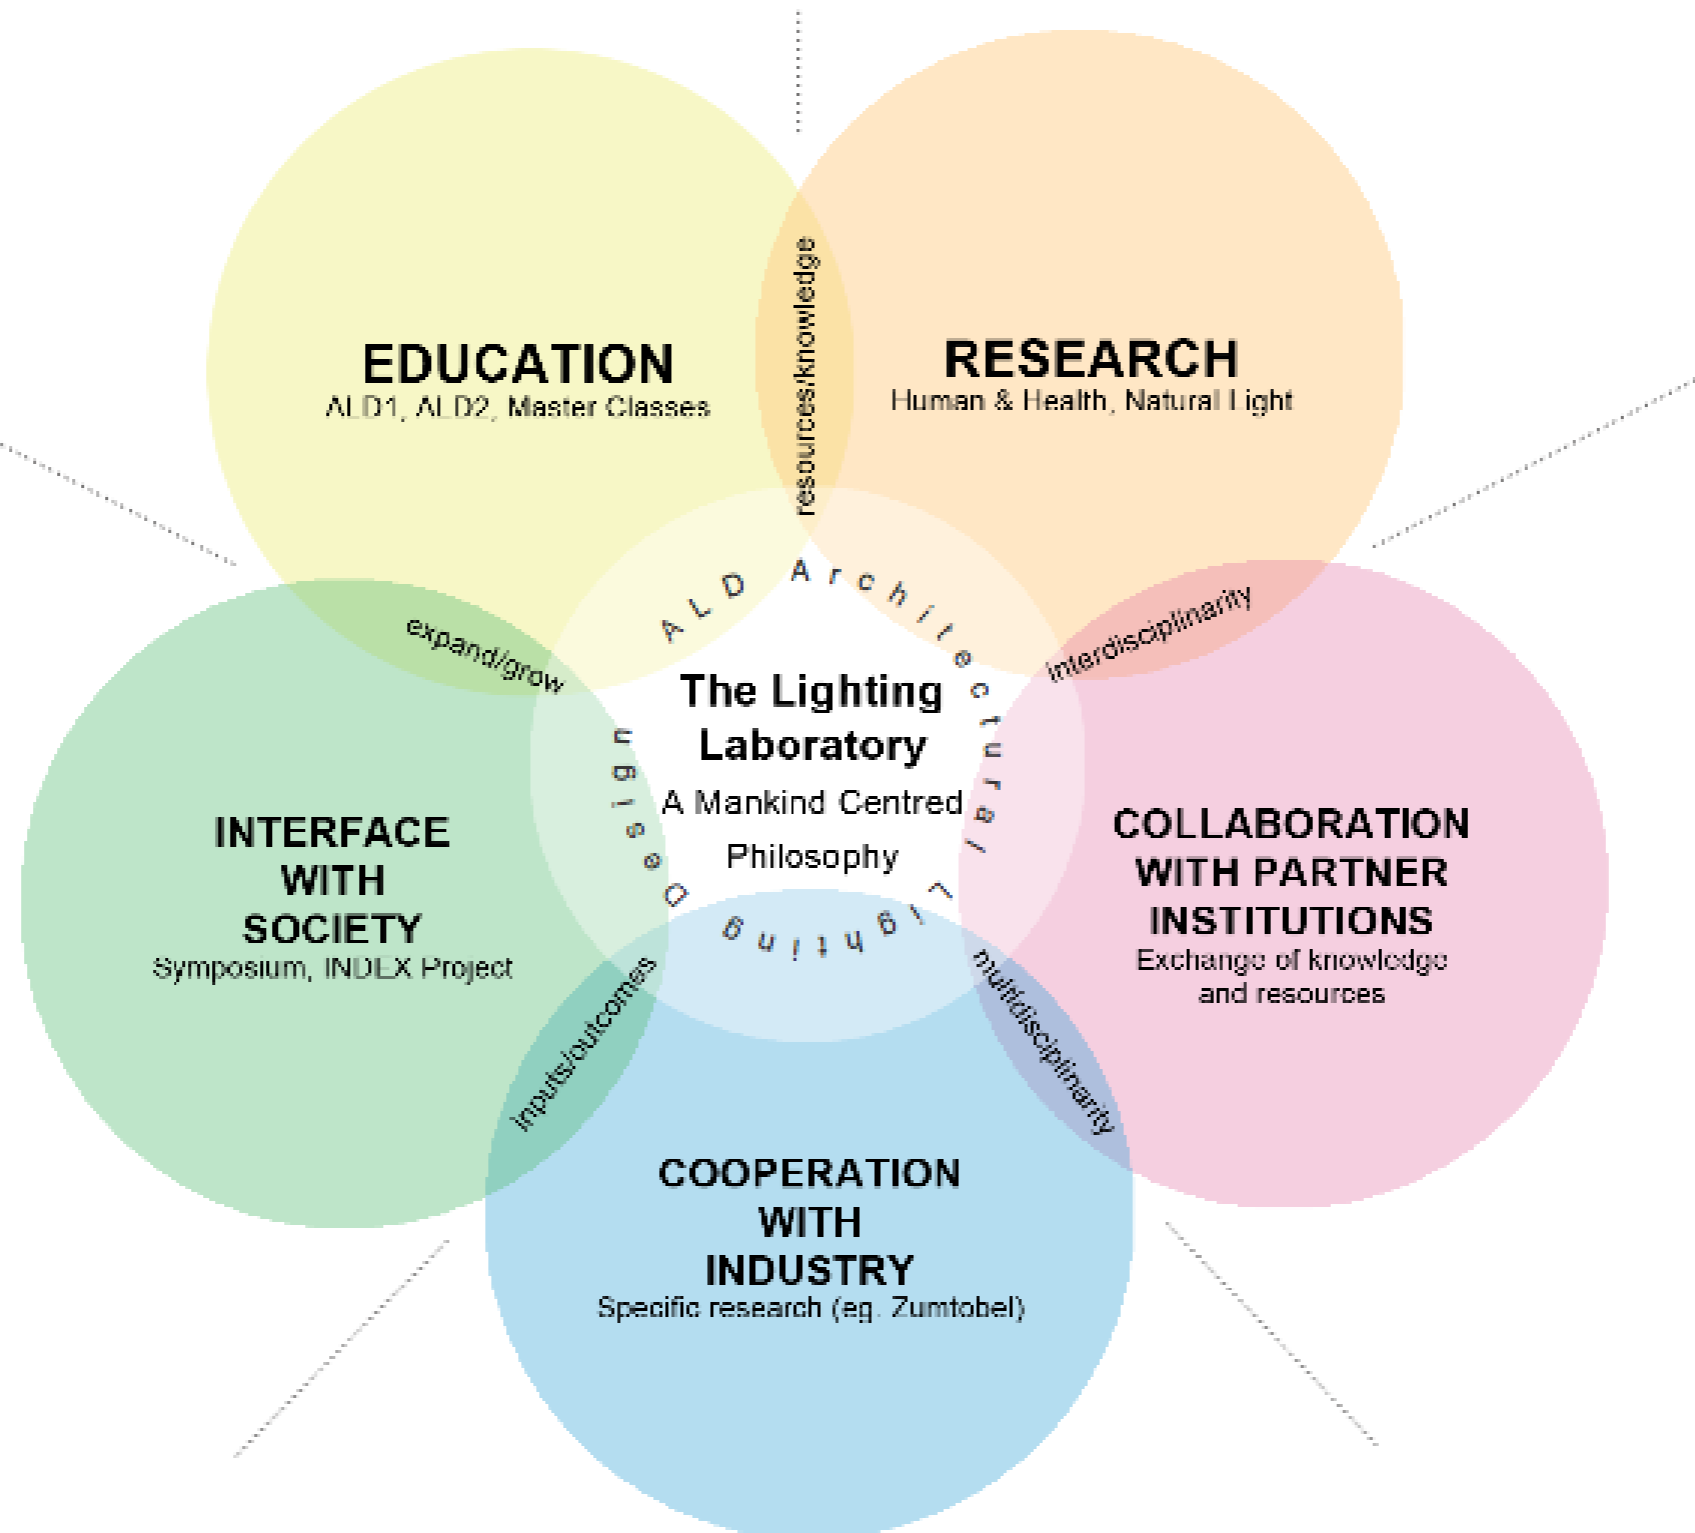 EDUCATION
ALD1, ALD2, Master Classes
resources/knowledge
RESEARCH
Human & Health, Natural Light
expand/grow
interdisciplinarity
ALD Architectural Lighting Design
The Lighting
Laboratory
A Mankind Centred
Philosophy
INTERFACE
WITH
SOCIETY
Symposium, INDEX Project
COLLABORATION
WITH PARTNER
INSTITUTIONS
Exchange of knowledge
and resources
inputs/outcomes
multidisciplinarity
COOPERATION
WITH
INDUSTRY
Specific research (eg. Zumtobel)